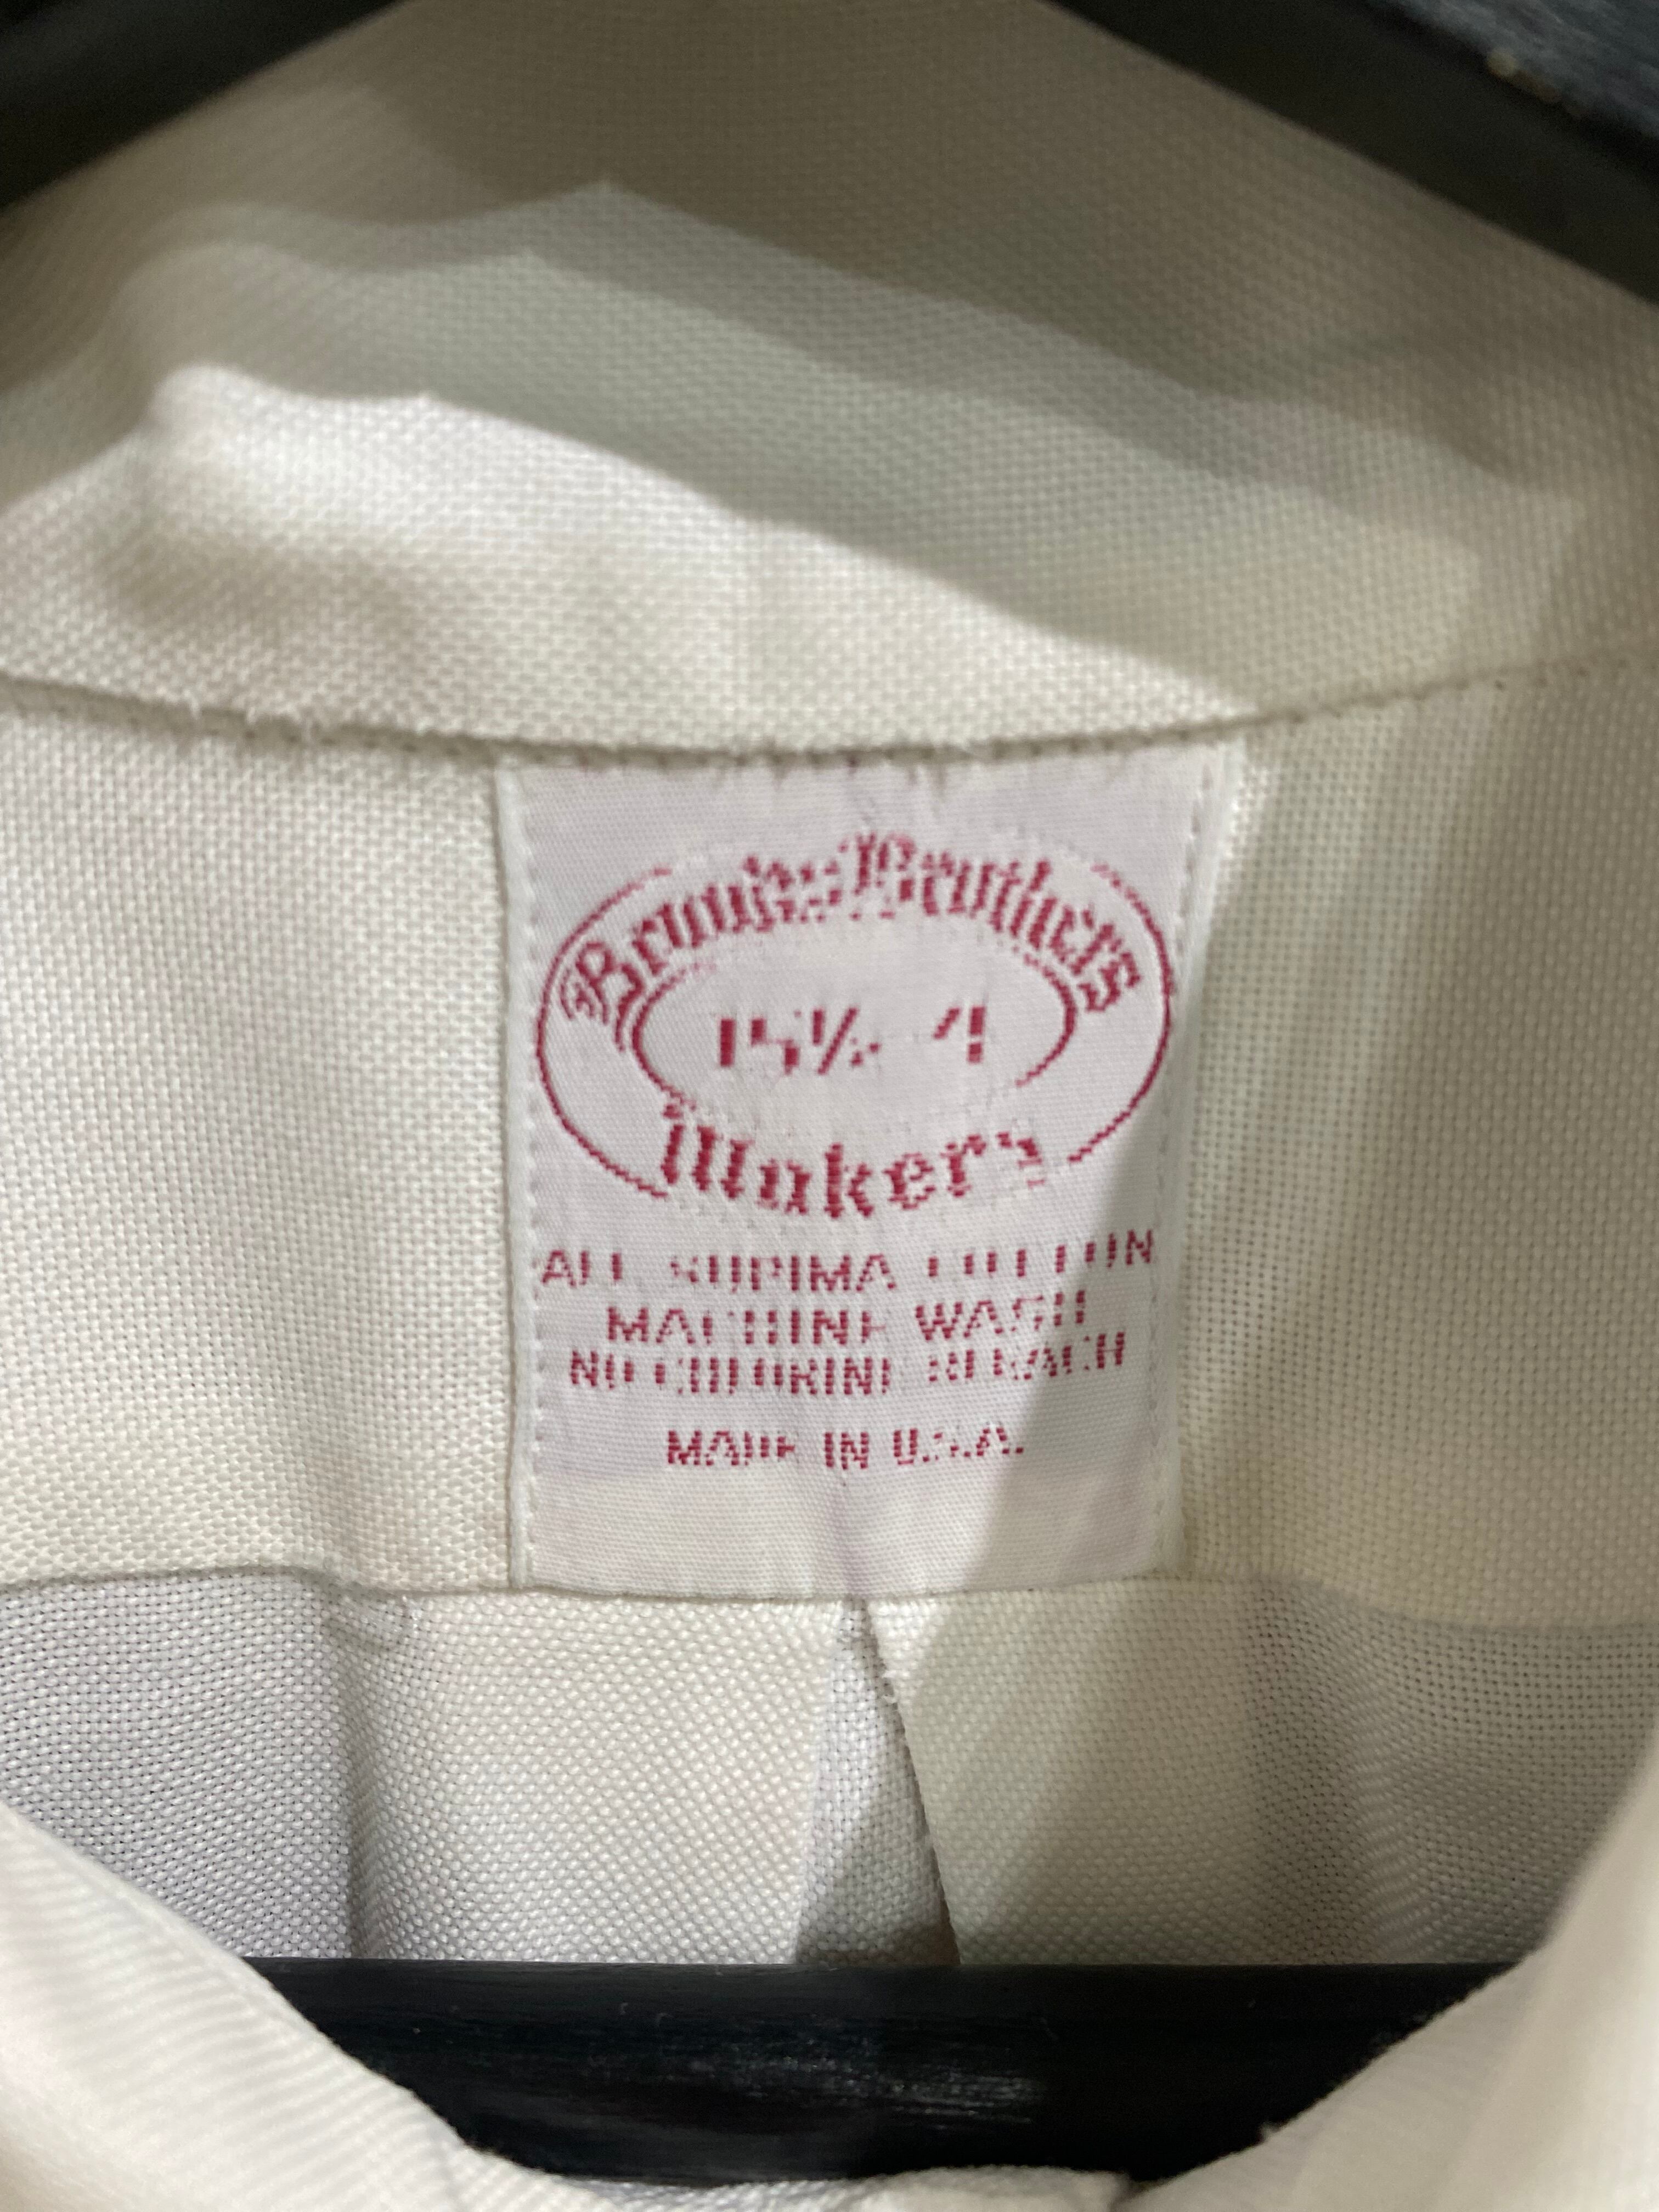 Brooks Brothers
15½ 4
Makers
ALL SUPIMA COTTON
MACHINE WASH
NO CHLORINE BLEACH
MADE IN U.S.A.